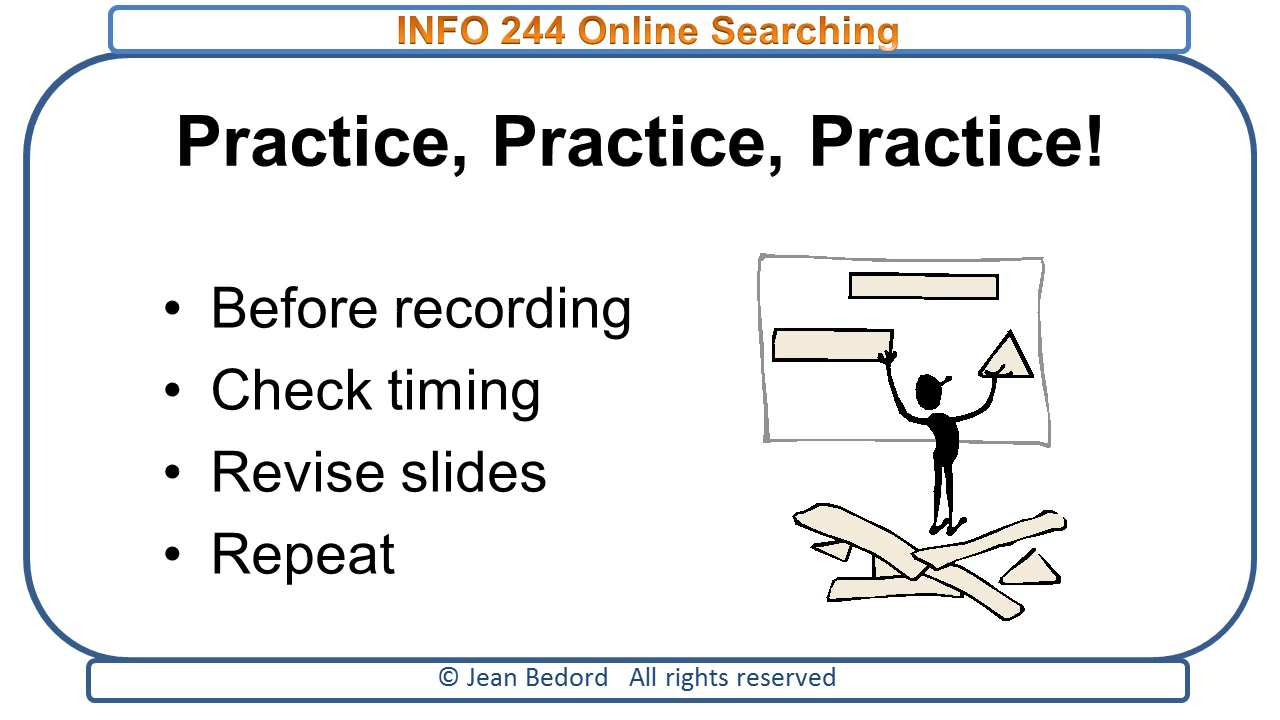 INFO 244 Online Searching
Practice, Practice, Practice!
• Before recording
• Check timing
• Revise slides
• Repeat
© Jean Bedord All rights reserved